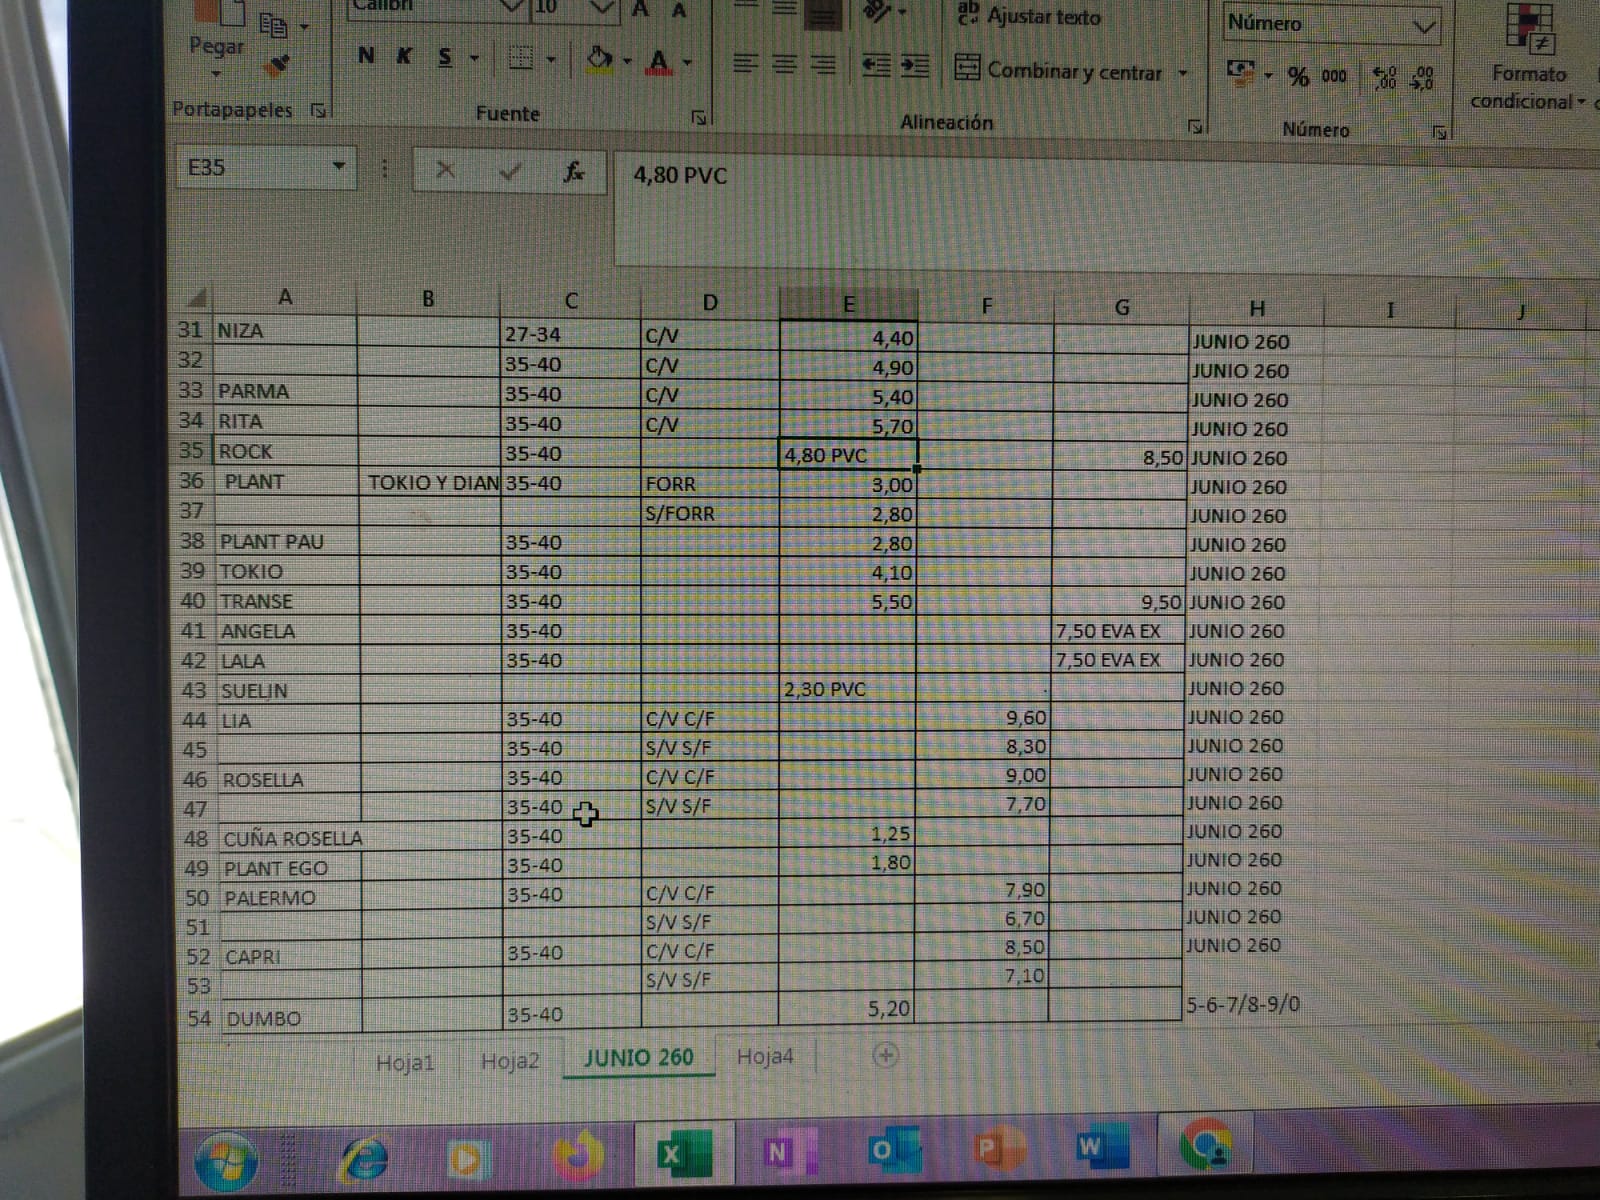 Calibri 10 A A ab Ajustar texto Número
Pegar N K S A Combinar y centrar % 000 Formato condicional
Portapapeles Fuente Alineación Número
E35 fx 4,80 PVC
A B C D E F G H I J
31 NIZA 27-34 C/V 4,40 JUNIO 260
32 35-40 C/V 4,90 JUNIO 260
33 PARMA 35-40 C/V 5,40 JUNIO 260
34 RITA 35-40 C/V 5,70 JUNIO 260
35 ROCK 35-40 4,80 PVC 8,50 JUNIO 260
36 PLANT TOKIO Y DIAN 35-40 FORR 3,00 JUNIO 260
37 S/FORR 2,80 JUNIO 260
38 PLANT PAU 35-40 2,80 JUNIO 260
39 TOKIO 35-40 4,10 JUNIO 260
40 TRANSE 35-40 5,50 9,50 JUNIO 260
41 ANGELA 35-40 7,50 EVA EX JUNIO 260
42 LALA 35-40 7,50 EVA EX JUNIO 260
43 SUELIN 2,30 PVC JUNIO 260
44 LIA 35-40 C/V C/F 9,60 JUNIO 260
45 35-40 S/V S/F 8,30 JUNIO 260
46 ROSELLA 35-40 C/V C/F 9,00 JUNIO 260
47 35-40 S/V S/F 7,70 JUNIO 260
48 CUÑA ROSELLA 35-40 1,25 JUNIO 260
49 PLANT EGO 35-40 1,80 JUNIO 260
50 PALERMO 35-40 C/V C/F 7,90 JUNIO 260
51 S/V S/F 6,70 JUNIO 260
52 CAPRI 35-40 C/V C/F 8,50 JUNIO 260
53 S/V S/F 7,10
54 DUMBO 35-40 5,20 5-6-7/8-9/0
Hoja1 Hoja2 JUNIO 260 Hoja4
X N O P W